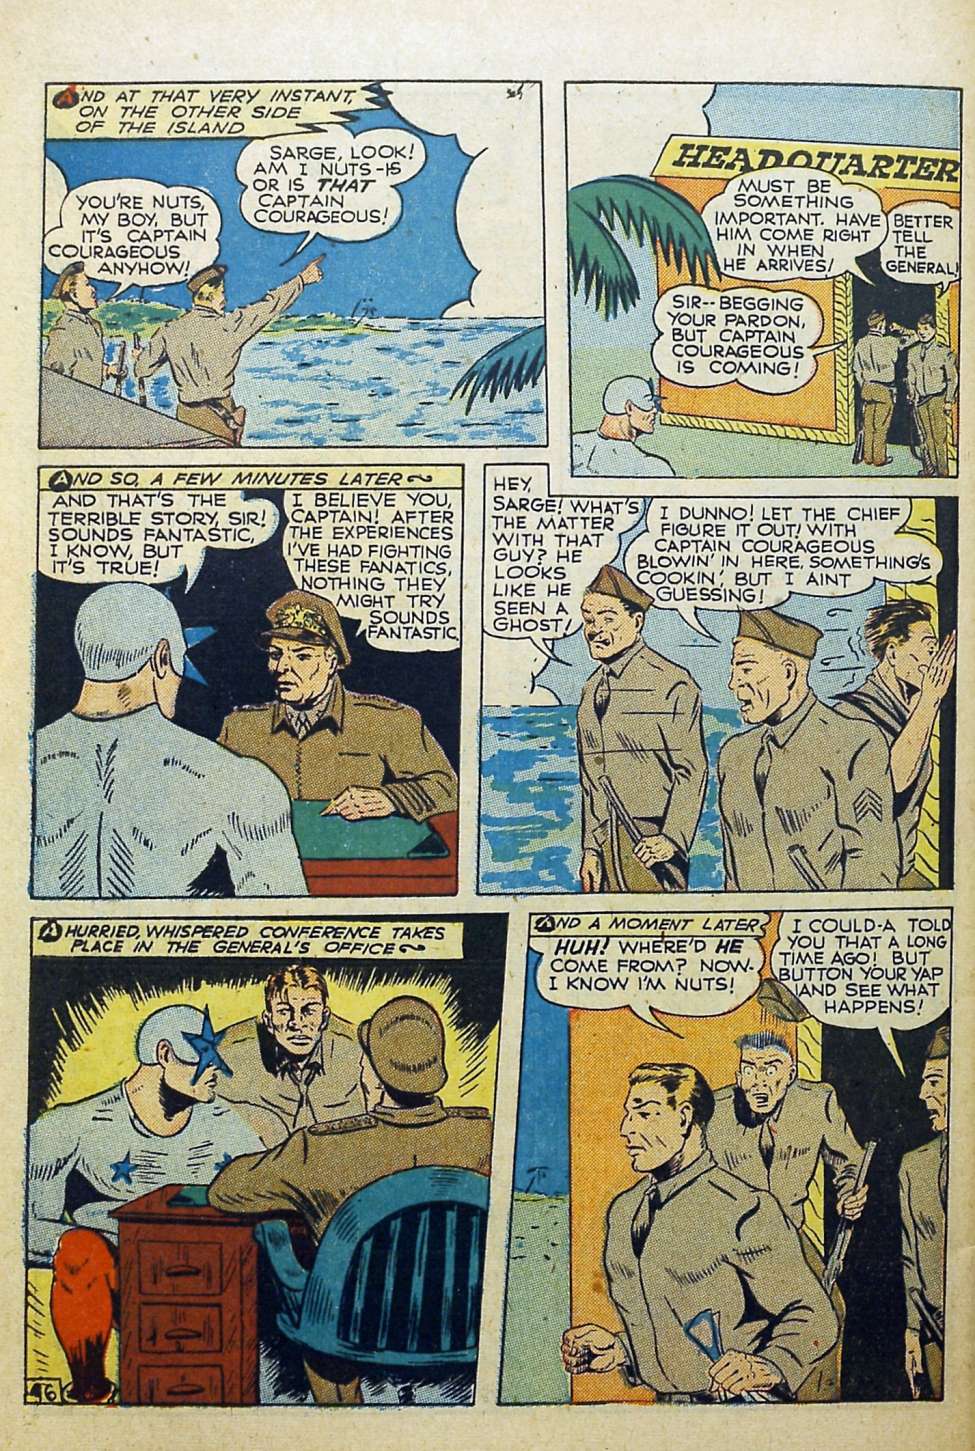 AND AT THAT VERY INSTANT,
ON THE OTHER SIDE
OF THE ISLAND
SARGE, LOOK!
AM I NUTS-IS
OR IS THAT
CAPTAIN
COURAGEOUS!
YOU'RE NUTS,
MY BOY, BUT
IT'S CAPTAIN
COURAGEOUS
ANYHOW!
HEADQUARTER
MUST BE
SOMETHING
IMPORTANT. HAVE
HIM COME RIGHT
IN WHEN
HE ARRIVES!
BETTER
TELL
THE
GENERAL!
SIR--BEGGING
YOUR PARDON,
BUT CAPTAIN
COURAGEOUS
IS COMING!
AND SO, A FEW MINUTES LATER~
AND THAT'S THE
TERRIBLE STORY, SIR!
SOUNDS FANTASTIC,
I KNOW, BUT
IT'S TRUE!
I BELIEVE YOU,
CAPTAIN! AFTER
THE EXPERIENCES
I'VE HAD FIGHTING
THESE FANATICS,
NOTHING THEY
MIGHT TRY
SOUNDS
FANTASTIC.
HEY,
SARGE! WHAT'S
THE MATTER
WITH THAT
GUY? HE
LOOKS
LIKE HE
SEEN A
GHOST!
I DUNNO! LET THE CHIEF
FIGURE IT OUT! WITH
CAPTAIN COURAGEOUS
BLOWIN' IN HERE, SOMETHING'S
COOKIN', BUT I AINT
GUESSING!
A HURRIED, WHISPERED CONFERENCE TAKES
PLACE IN THE GENERAL'S OFFICE~
AND A MOMENT LATER
HUH! WHERE'D HE
COME FROM? NOW-
I KNOW I'M NUTS!
I COULD-A TOLD
YOU THAT A LONG
TIME AGO! BUT
BUTTON YOUR YAP
AND SEE WHAT
HAPPENS!
46